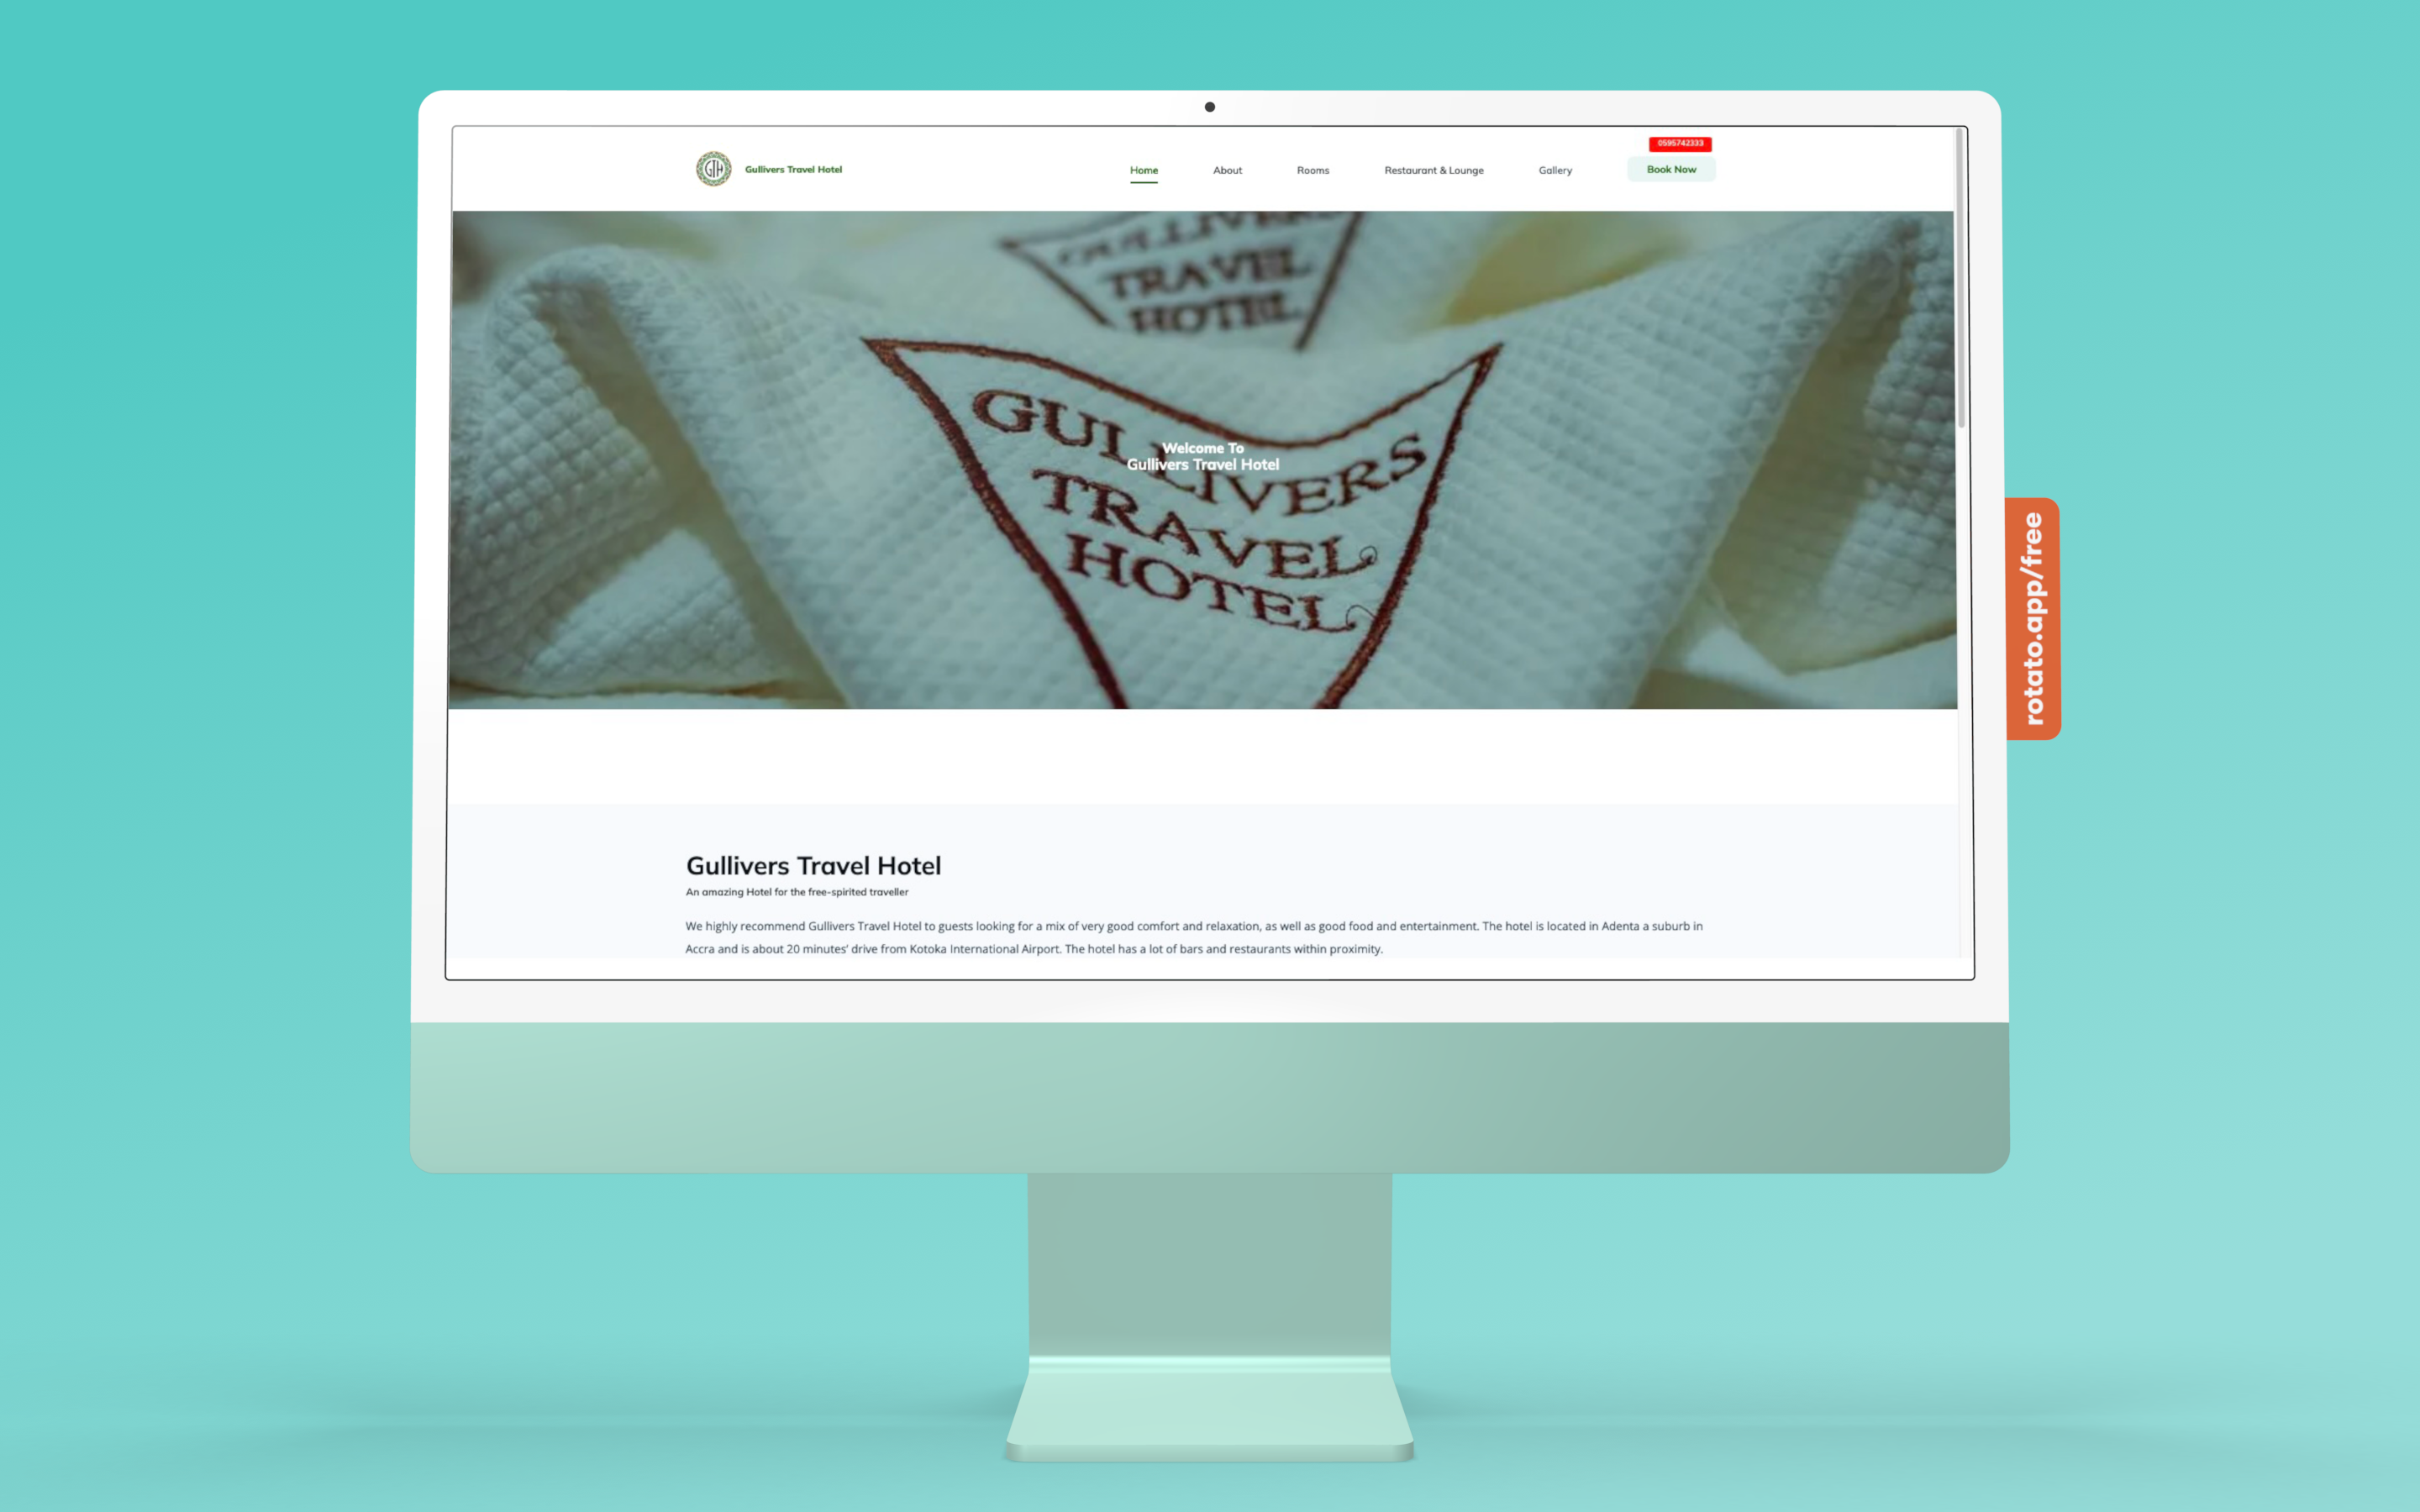 0595742333
GTH
Gullivers Travel Hotel
Home
About
Rooms
Restaurant & Lounge
Gallery
Book Now
GULLIVERS
TRAVEL
HOTEL
GULLIVERS
TRAVEL
HOTEL
Welcome To
Gullivers Travel Hotel
rotato.app/free
Gullivers Travel Hotel
An amazing Hotel for the free-spirited traveller
We highly recommend Gullivers Travel Hotel to guests looking for a mix of very good comfort and relaxation, as well as good food and entertainment. The hotel is located in Adenta a suburb in
Accra and is about 20 minutes' drive from Kotoka International Airport. The hotel has a lot of bars and restaurants within proximity.